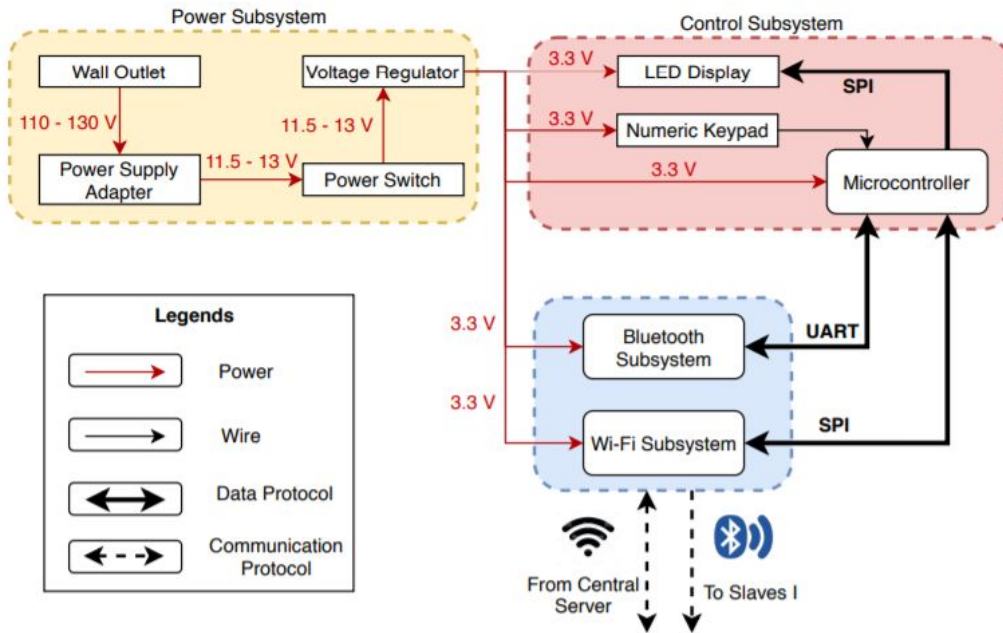 Power Subsystem
Control Subsystem
Wall Outlet
Voltage Regulator
3.3 V
LED Display
SPI
110 - 130 V
11.5 - 13 V
3.3 V
Numeric Keypad
11.5 - 13 V
3.3 V
Power Supply
Adapter
Power Switch
Microcontroller
Legends
Power
Wire
Data Protocol
Communication
Protocol
3.3 V
Bluetooth
Subsystem
UART
3.3 V
Wi-Fi Subsystem
SPI
From Central
Server
To Slaves I